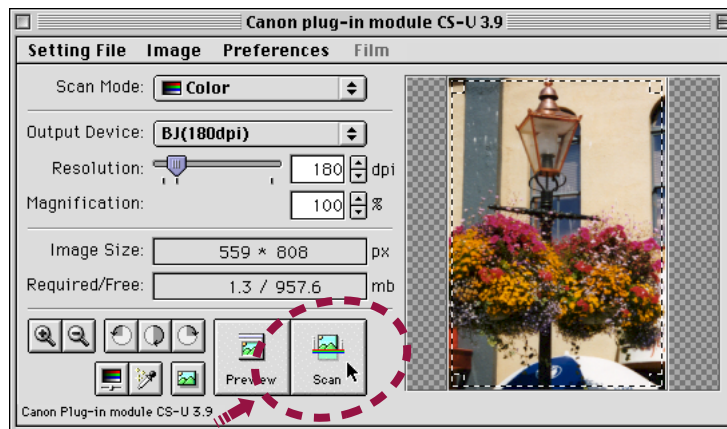 Canon plug-in module CS-U 3.9
Setting File Image Preferences Film
Scan Mode: Color
Output Device: BJ(180dpi)
Resolution: 180 dpi
Magnification: 100 %
Image Size: 559 * 808 px
Required/Free: 1.3 / 957.6 mb
Preview Scan
Canon Plug-in module CS-U 3.9